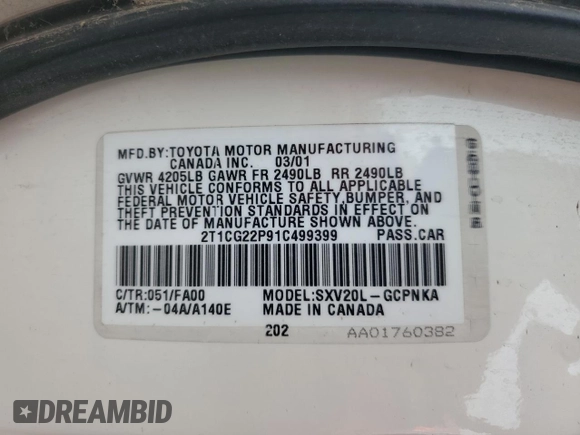 MFD.BY:TOYOTA MOTOR MANUFACTURING
CANADA INC. 03/01
GVWR 4205LB GAWR FR 2490LB RR 2490LB
THIS VEHICLE CONFORMS TO ALL APPLICABLE
FEDERAL MOTOR VEHICLE SAFETY,BUMPER, AND
THEFT PREVENTION STANDARDS IN EFFECT ON
THE DATE OF MANUFACTURE SHOWN ABOVE.
2T1CG22P91C499399 PASS.CAR
C/TR:051/FA00 MODEL:SXV20L-GCPNKA
A/TM:-04A/A140E MADE IN CANADA
202
AA01760382
DREAMBID